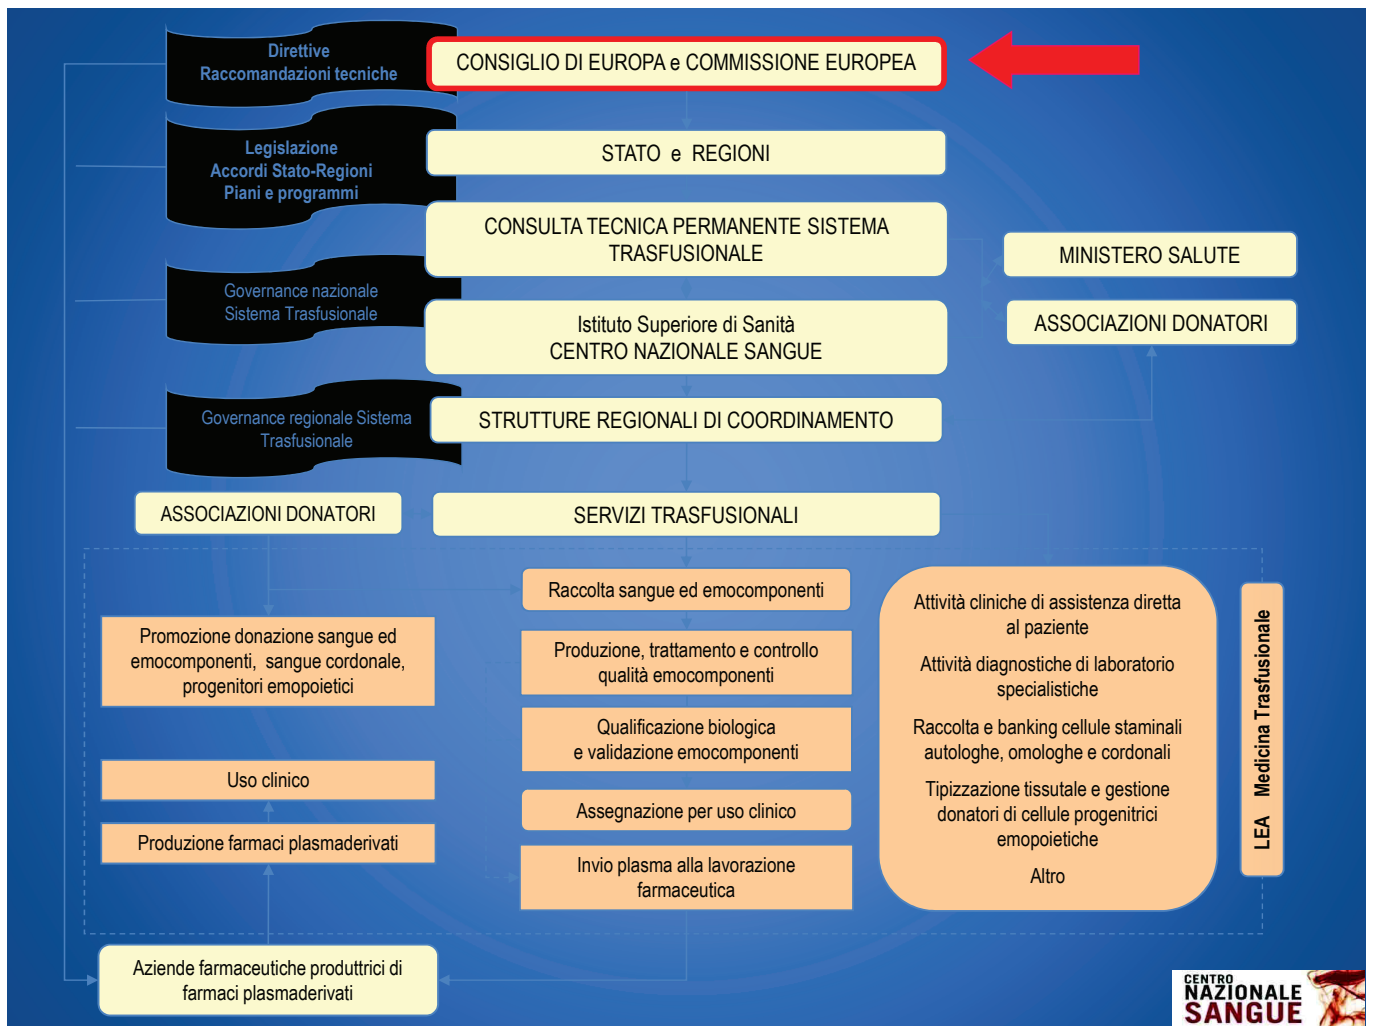 Direttive
Raccomandazioni tecniche
CONSIGLIO DI EUROPA e COMMISSIONE EUROPEA
Legislazione
Accordi Stato-Regioni
Piani e programmi
STATO e REGIONI
CONSULTA TECNICA PERMANENTE SISTEMA
TRASFUSIONALE
MINISTERO SALUTE
Governance nazionale
Sistema Trasfusionale
Istituto Superiore di Sanità
CENTRO NAZIONALE SANGUE
ASSOCIAZIONI DONATORI
Governance regionale Sistema
Trasfusionale
STRUTTURE REGIONALI DI COORDINAMENTO
ASSOCIAZIONI DONATORI
SERVIZI TRASFUSIONALI
Raccolta sangue ed emocomponenti
Promozione donazione sangue ed
emocomponenti, sangue cordonale,
progenitori emopoietici
Produzione, trattamento e controllo
qualità emocomponenti
Qualificazione biologica
e validazione emocomponenti
Uso clinico
Assegnazione per uso clinico
Produzione farmaci plasmaderivati
Invio plasma alla lavorazione
farmaceutica
Attività cliniche di assistenza diretta
al paziente
Attività diagnostiche di laboratorio
specialistiche
Raccolta e banking cellule staminali
autologhe, omologhe e cordonali
Tipizzazione tissutale e gestione
donatori di cellule progenitrici
emopoietiche
Altro
LEA Medicina Trasfusionale
Aziende farmaceutiche produttrici di
farmaci plasmaderivati
CENTRO
NAZIONALE
SANGUE